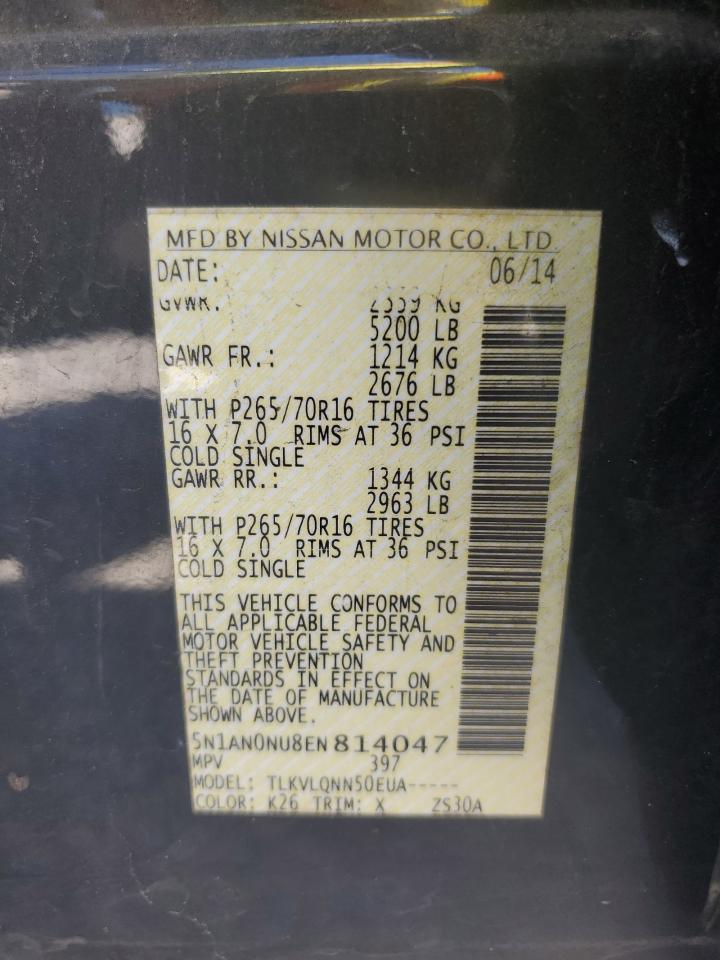 MFD BY NISSAN MOTOR CO., LTD.
DATE: 06/14
GVWR: 2359 KG
5200 LB
GAWR FR.: 1214 KG
2676 LB
WITH P265/70R16 TIRES
16 X 7.0 RIMS AT 36 PSI
COLD SINGLE
GAWR RR.: 1344 KG
2963 LB
WITH P265/70R16 TIRES
16 X 7.0 RIMS AT 36 PSI
COLD SINGLE
THIS VEHICLE CONFORMS TO
ALL APPLICABLE FEDERAL
MOTOR VEHICLE SAFETY AND
THEFT PREVENTION
STANDARDS IN EFFECT ON
THE DATE OF MANUFACTURE
SHOWN ABOVE.
5N1AN0NU8EN814047
MPV 397
MODEL: TLKVLQNN50EUA-----
COLOR: K26 TRIM: X ZS30A